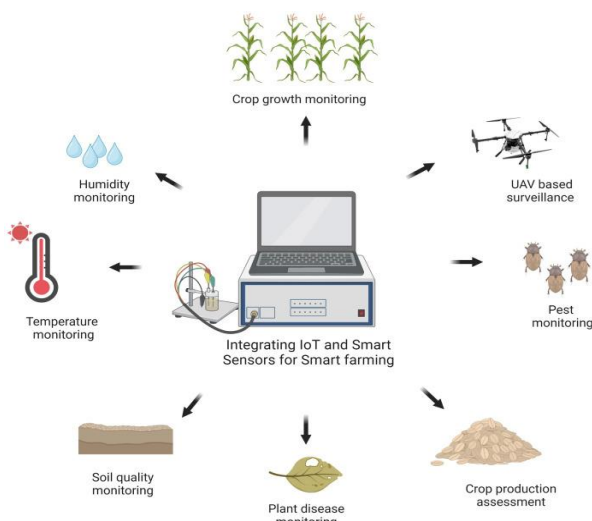 Crop growth monitoring
Humidity
monitoring
UAV based
surveillance
Temperature
monitoring
Pest
monitoring
Integrating IoT and Smart
Sensors for Smart farming
Soil quality
monitoring
Plant disease
monitoring
Crop production
assessment